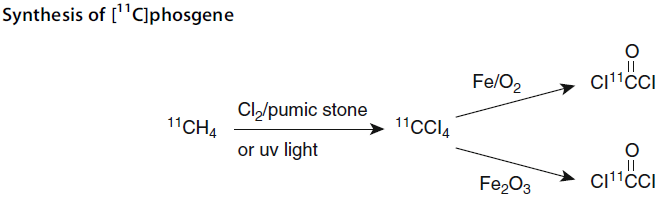 Synthesis of [¹¹C]phosgene
O
Fe/O₂
Cl¹¹CCl
Cl₂/pumic stone
¹¹CH₄
¹¹CCl₄
or uv light
O
Fe₂O₃
Cl¹¹CCl